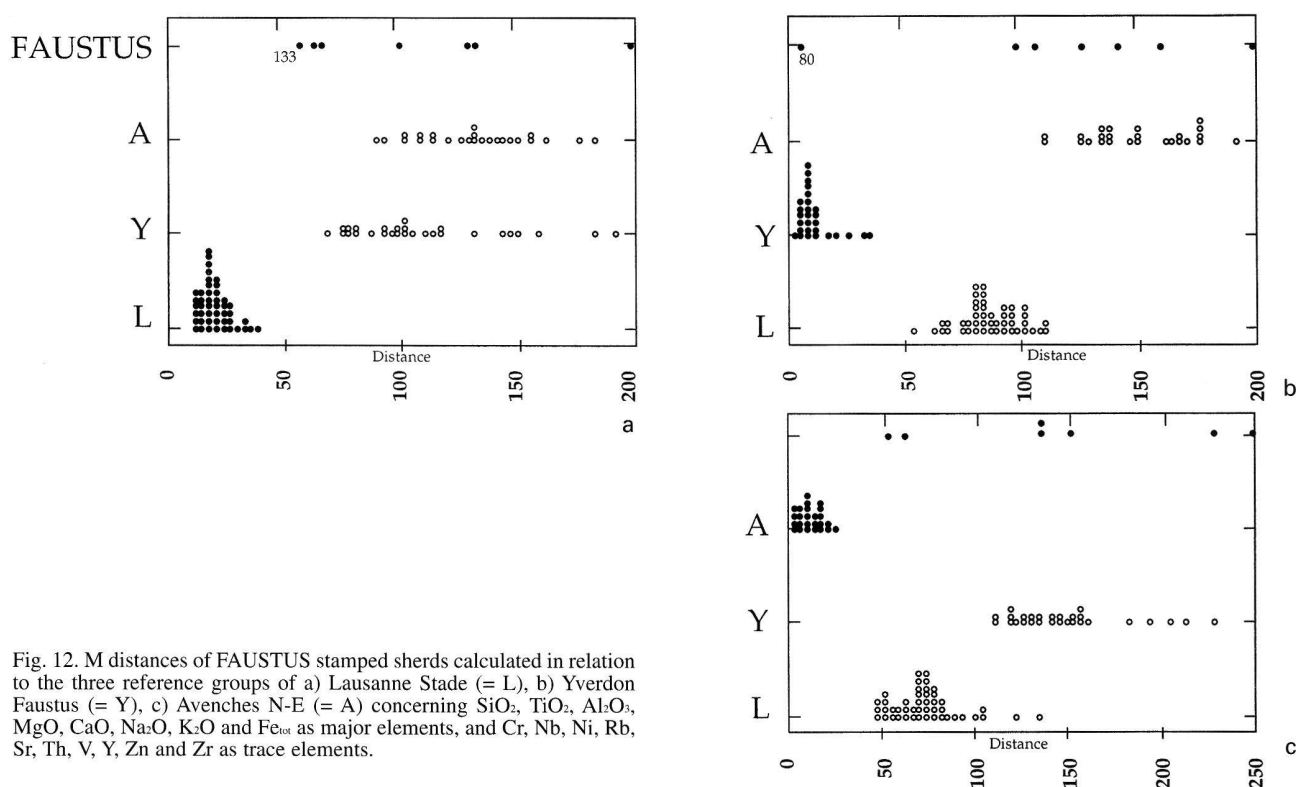 FAUSTUS
133
A
Y
L
Distance
0 50 100 150 200
a
80
A
Y
L
Distance
0 50 100 150 200
b
A
Y
L
Distance
0 50 100 150 200 250
c
Fig. 12. M distances of FAUSTUS stamped sherds calculated in relation
to the three reference groups of a) Lausanne Stade (= L), b) Yverdon
Faustus (= Y), c) Avenches N-E (= A) concerning SiO₂, TiO₂, Al₂O₃,
MgO, CaO, Na₂O, K₂O and Feₜₒₜ as major elements, and Cr, Nb, Ni, Rb,
Sr, Th, V, Y, Zn and Zr as trace elements.